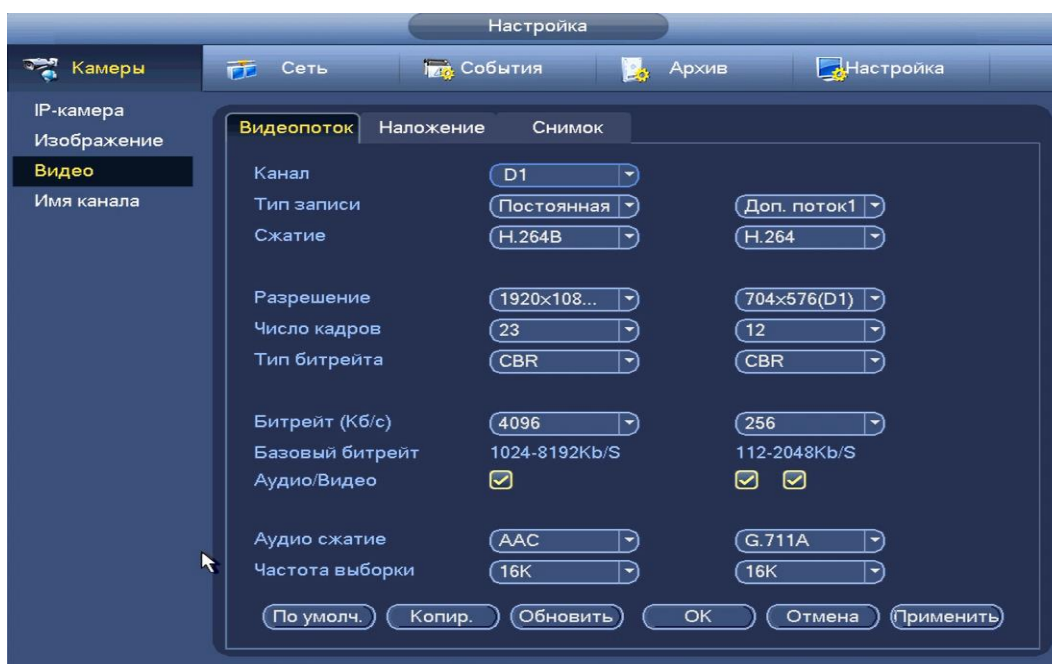 Настройка
Камеры Сеть События Архив Настройка
IP-камера
Изображение
Видео
Имя канала
Видеопоток Наложение Снимок
Канал D1
Тип записи Постоянная Доп. поток1
Сжатие H.264B H.264
Разрешение 1920x108... 704x576(D1)
Число кадров 23 12
Тип битрейта CBR CBR
Битрейт (Кб/с) 4096 256
Базовый битрейт 1024-8192Kb/S 112-2048Kb/S
Аудио/Видео
Аудио сжатие AAC G.711A
Частота выборки 16K 16K
По умолч. Копир. Обновить OK Отмена Применить